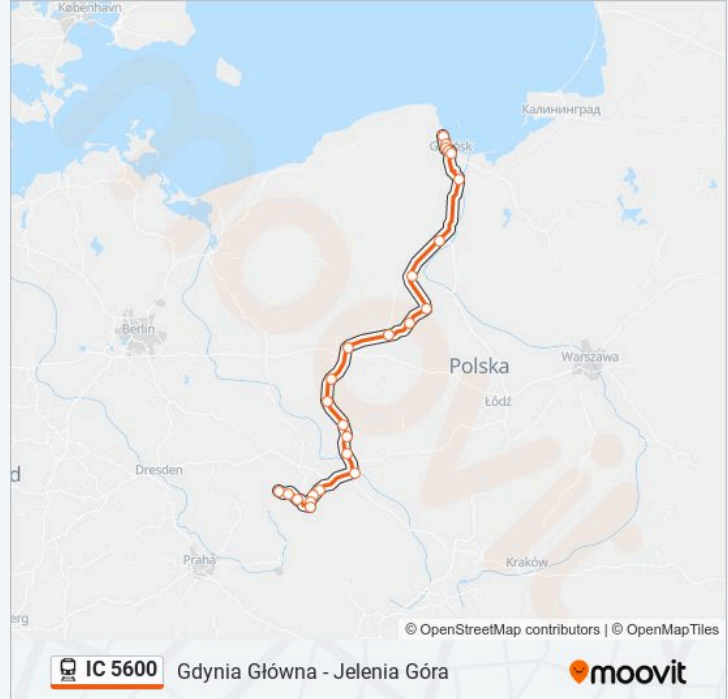 København
Калининград
Gdańsk
Berlin
Polska
Warszawa
Łódź
d
Dresden
Praha
Kraków
erg
© OpenStreetMap contributors | © OpenMapTiles
IC 5600 Gdynia Główna - Jelenia Góra moovit